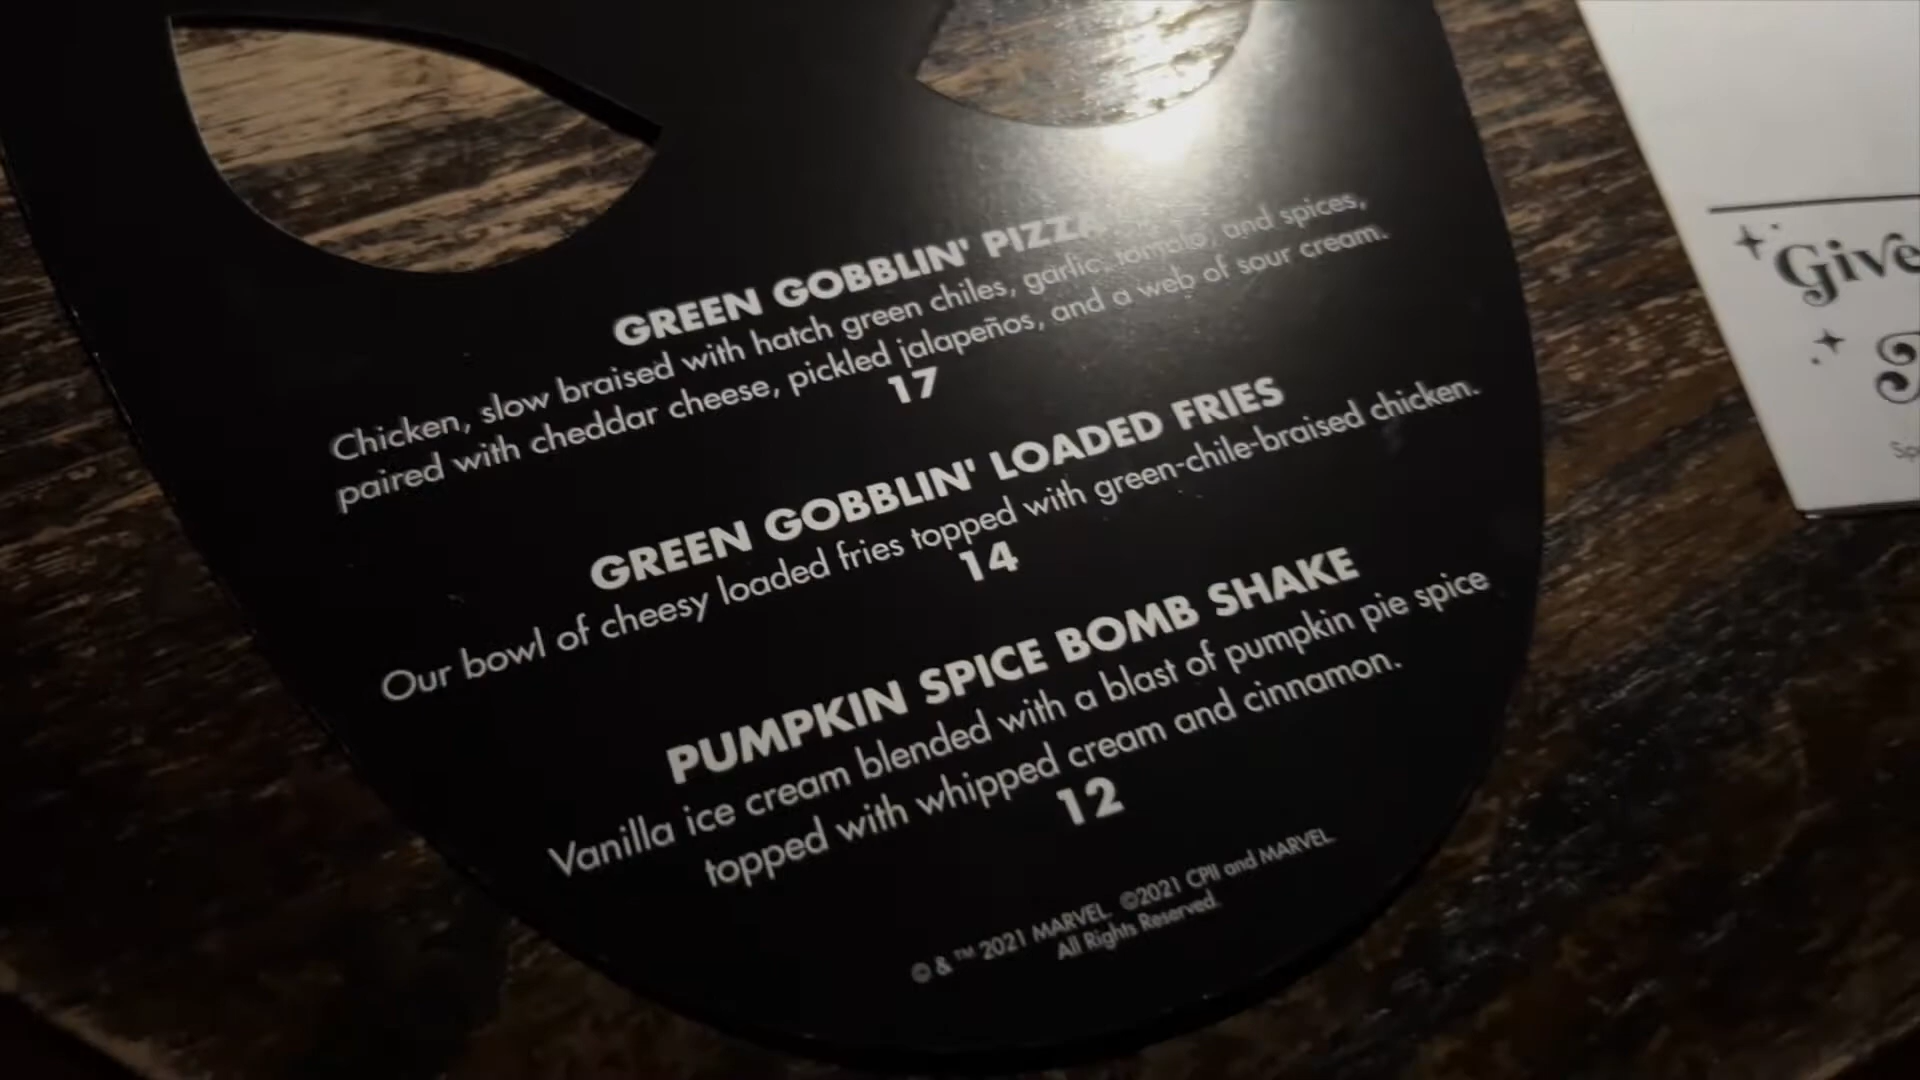 GREEN GOBBLIN' PIZZA
Chicken, slow braised with hatch green chiles, garlic, tomato, and spices,
paired with cheddar cheese, pickled jalapeños, and a web of sour cream.
17
GREEN GOBBLIN' LOADED FRIES
Our bowl of cheesy loaded fries topped with green-chile-braised chicken.
14
PUMPKIN SPICE BOMB SHAKE
Vanilla ice cream blended with a blast of pumpkin pie spice
topped with whipped cream and cinnamon.
12
© & ™ 2021 MARVEL. ©2021 CPII and MARVEL.
All Rights Reserved.
Give